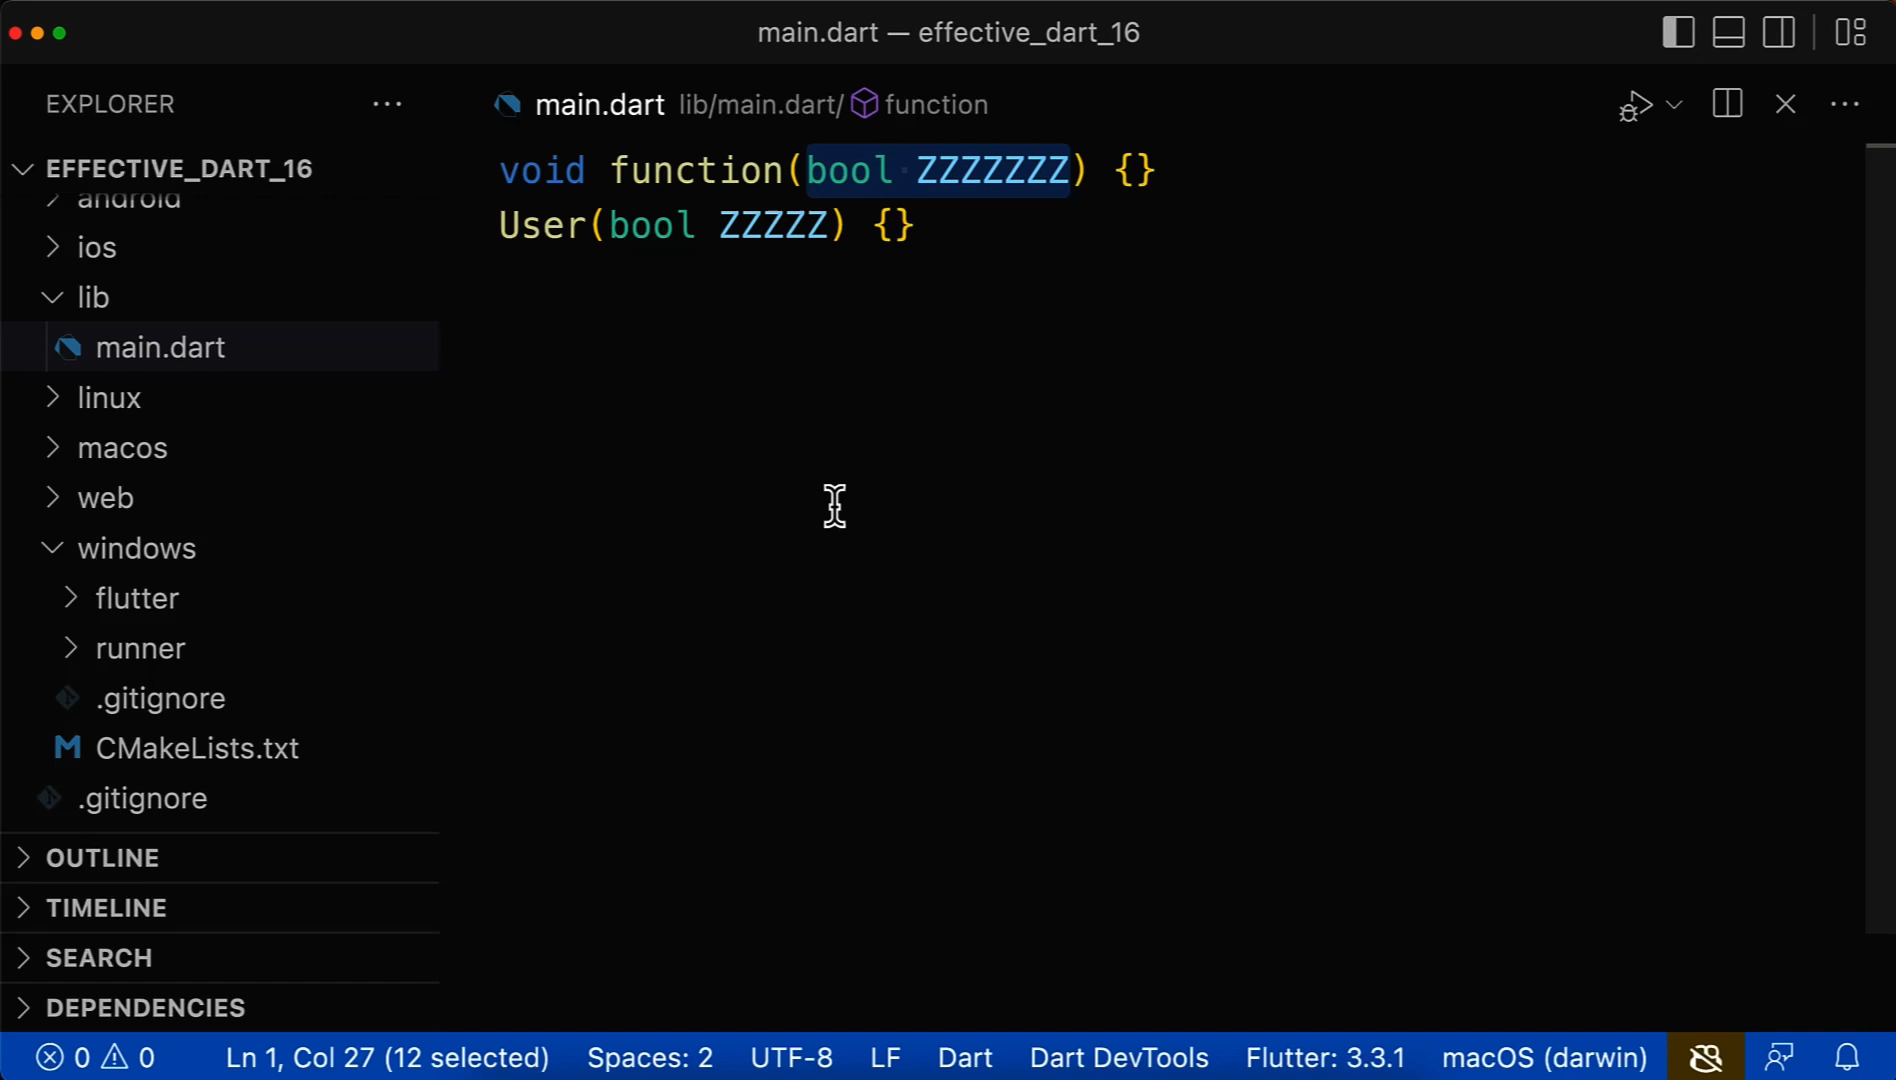 main.dart — effective_dart_16
EXPLORER
EFFECTIVE_DART_16
android
ios
lib
main.dart
linux
macos
web
windows
flutter
runner
.gitignore
CMakeLists.txt
.gitignore
OUTLINE
TIMELINE
SEARCH
DEPENDENCIES
main.dart lib/main.dart/ function
void function(bool ZZZZZZZ) {}
User(bool ZZZZZ) {}
0 0 Ln 1, Col 27 (12 selected) Spaces: 2 UTF-8 LF Dart Dart DevTools Flutter: 3.3.1 macOS (darwin)